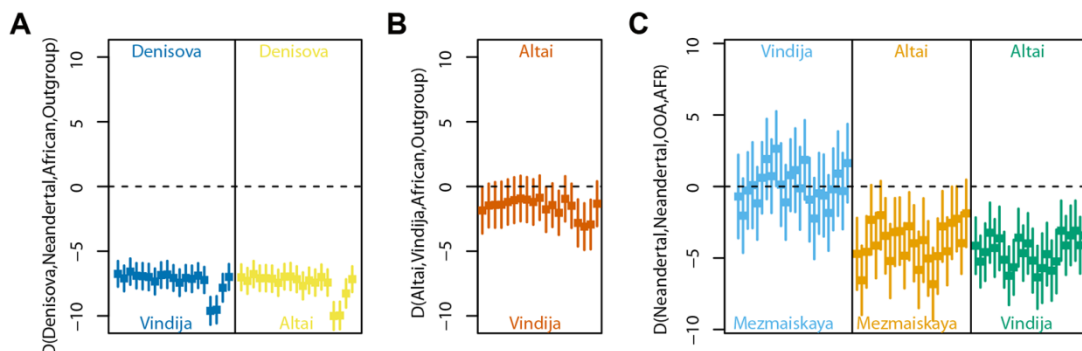 A
D(Denisova,Neandertal,African,Outgroup)
10
5
0
−5
−10
Denisova
Denisova
Vindija
Altai
B
D(Altai,Vindija,African,Outgroup)
10
5
0
−5
−10
Altai
Vindija
C
D(Neandertal,Neandertal,OOA,AFR)
10
5
0
−5
−10
Vindija
Altai
Altai
Mezmaiskaya
Mezmaiskaya
Vindija